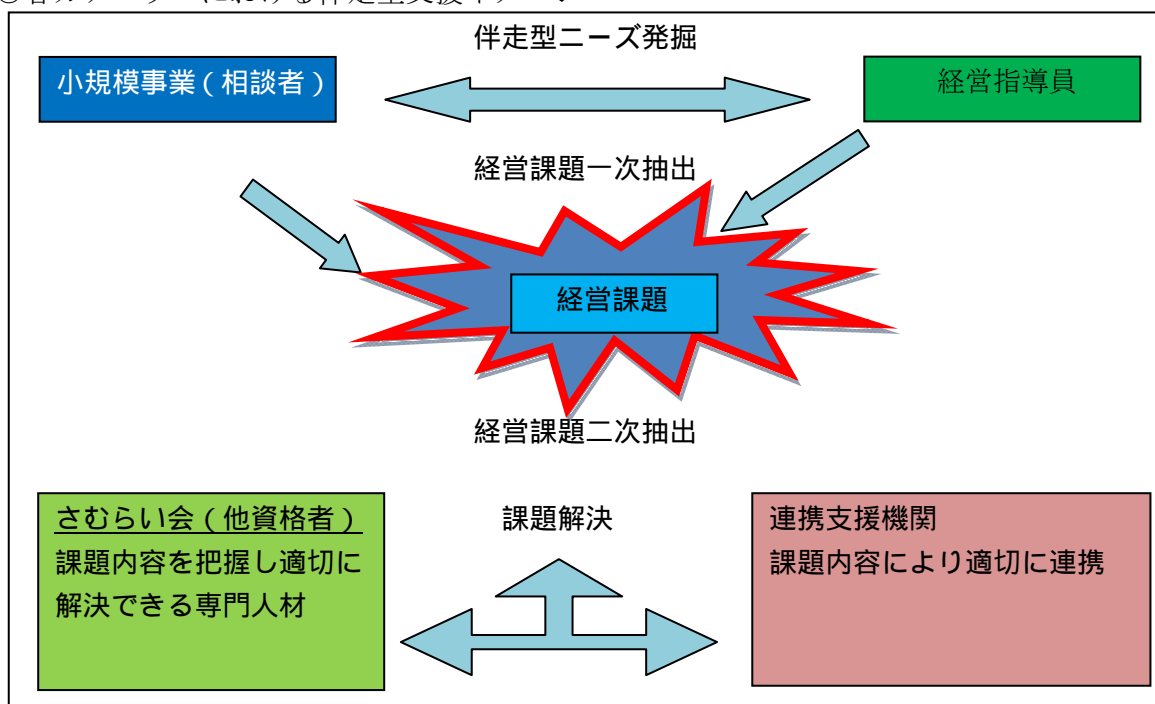 伴走型ニーズ発掘
小規模事業(相談者)
経営指導員
経営課題一次抽出
経営課題
経営課題二次抽出
さむらい会(他資格者)
課題内容を把握し適切に
解決できる専門人材
課題解決
連携支援機関
課題内容により適切に連携